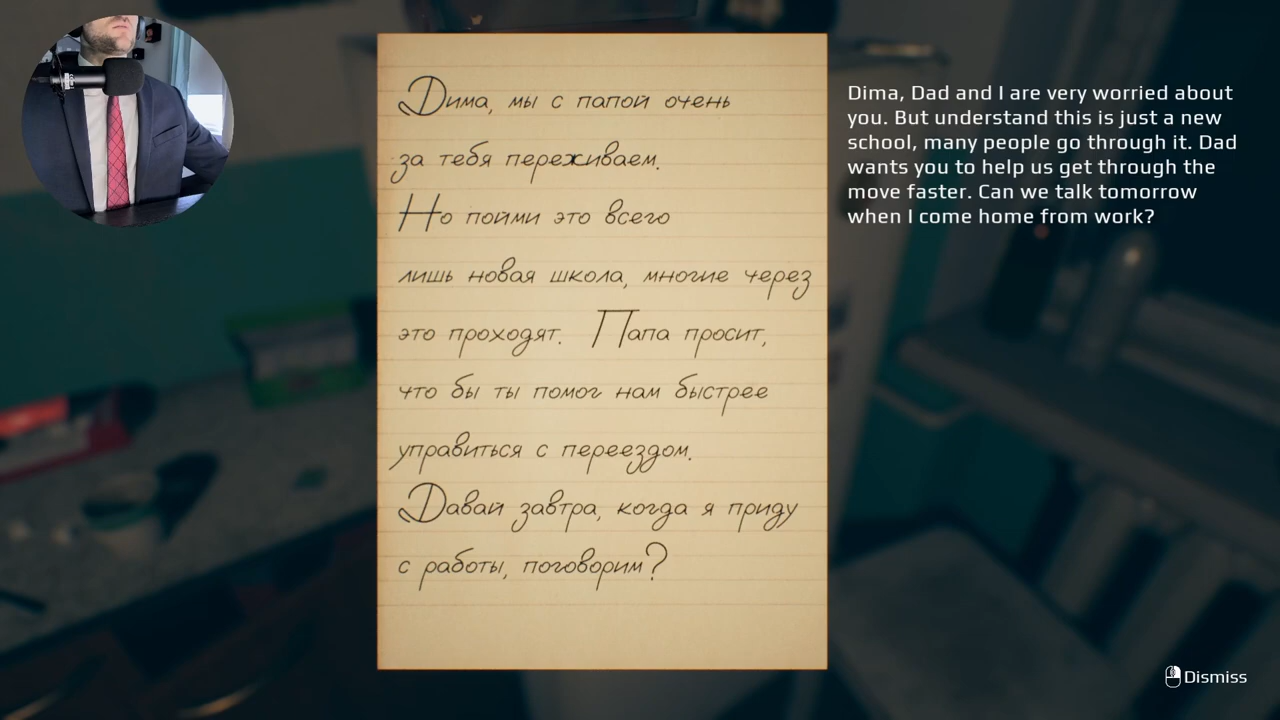 Дима, мы с папой очень
за тебя переживаем.
Но пойми это всего
лишь новая школа, многие через
это проходят. Папа просит,
что бы ты помог нам быстрее
управиться с переездом.
Давай завтра, когда я приду
с работы, поговорим?
Dima, Dad and I are very worried about
you. But understand this is just a new
school, many people go through it. Dad
wants you to help us get through the
move faster. Can we talk tomorrow
when I come home from work?
Dismiss